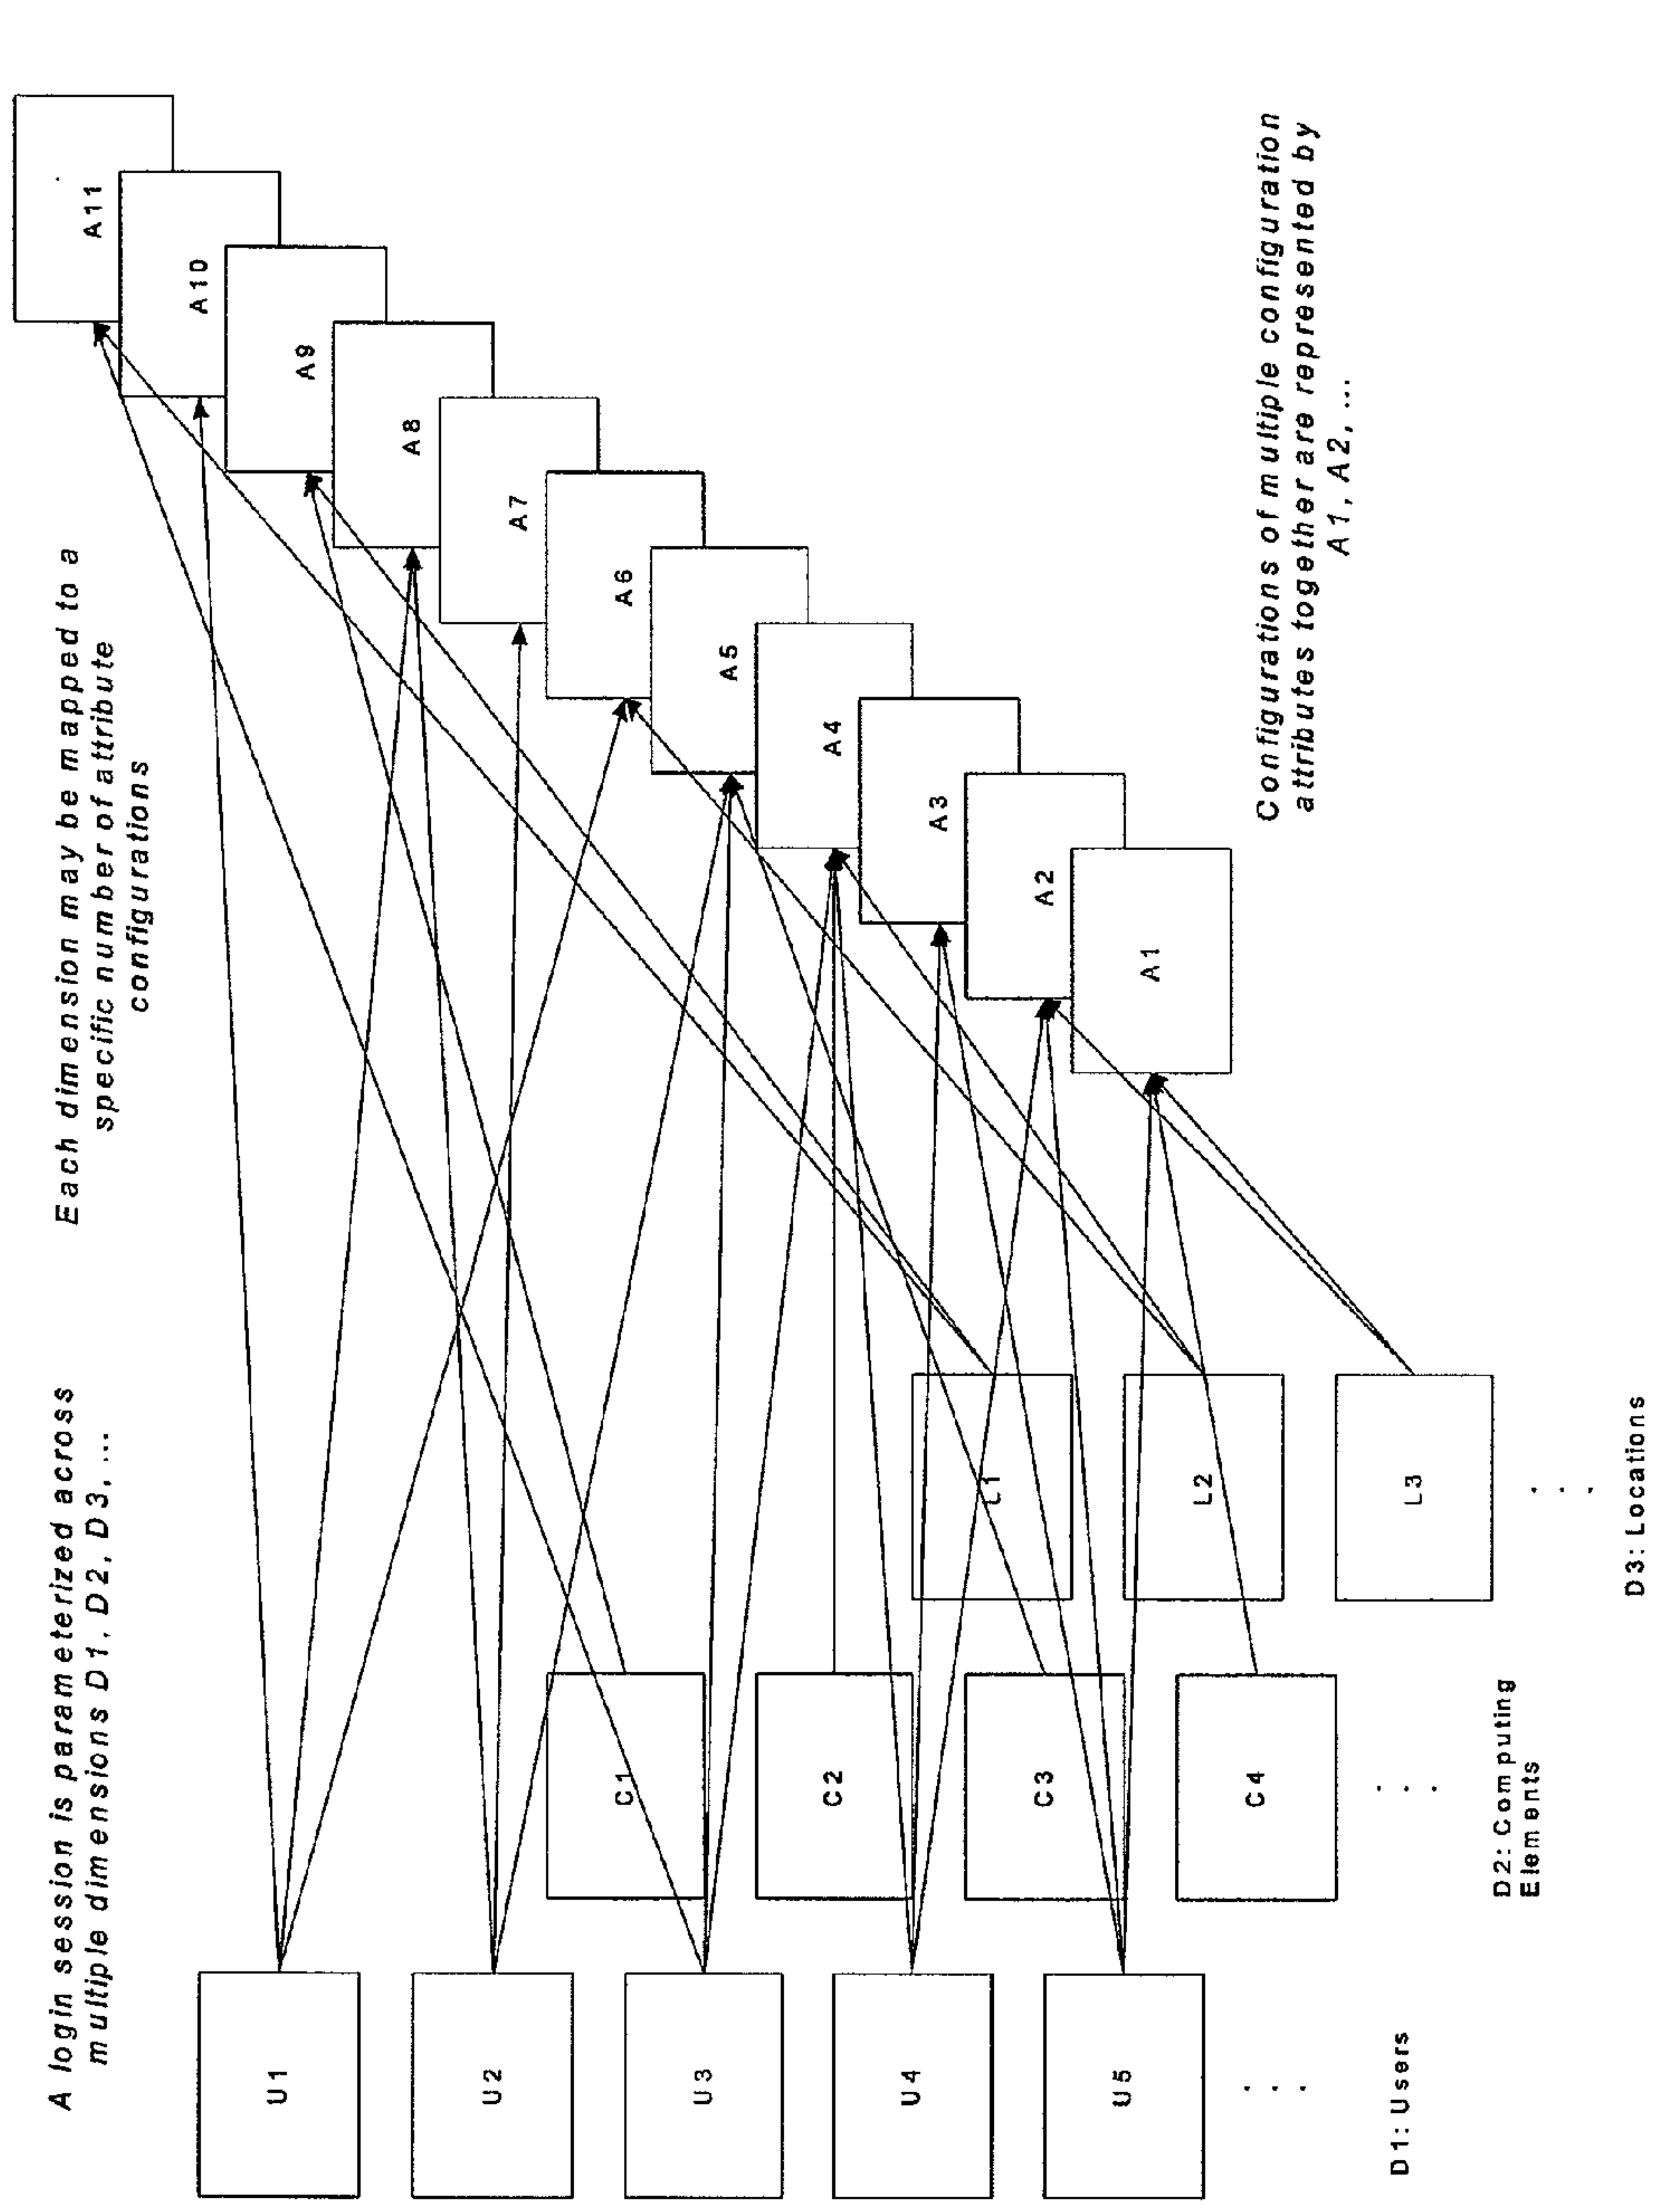 A login session is parameterized across
multiple dimensions D1, D2, D3, ...
Each dimension may be mapped to a
specific number of attribute
configurations
U1
U2
U3
U4
U5
. . .
D1: Users
C1
C2
C3
C4
. . .
D2: Computing
Elements
L1
L2
L3
. . .
D3: Locations
A11
A10
A9
A8
A7
A6
A5
A4
A3
A2
A1
Configurations of multiple configuration
attributes together are represented by
A1, A2, ...